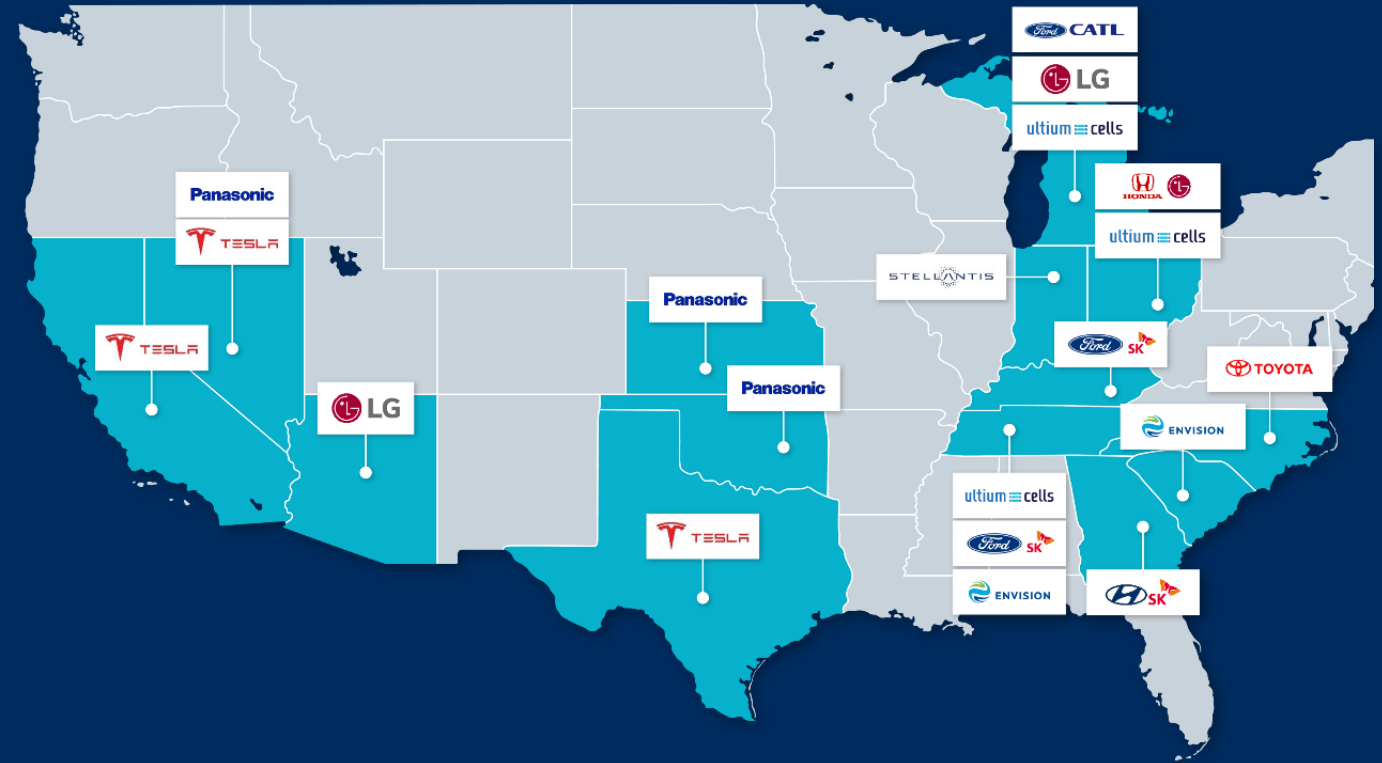 Ford CATL
LG
ultium cells
HONDA LG
ultium cells
Panasonic
TESLA
STELLANTIS
Panasonic
Ford SK
TESLA
TOYOTA
Panasonic
LG
ENVISION
ultium cells
Ford SK
TESLA
ENVISION
SK